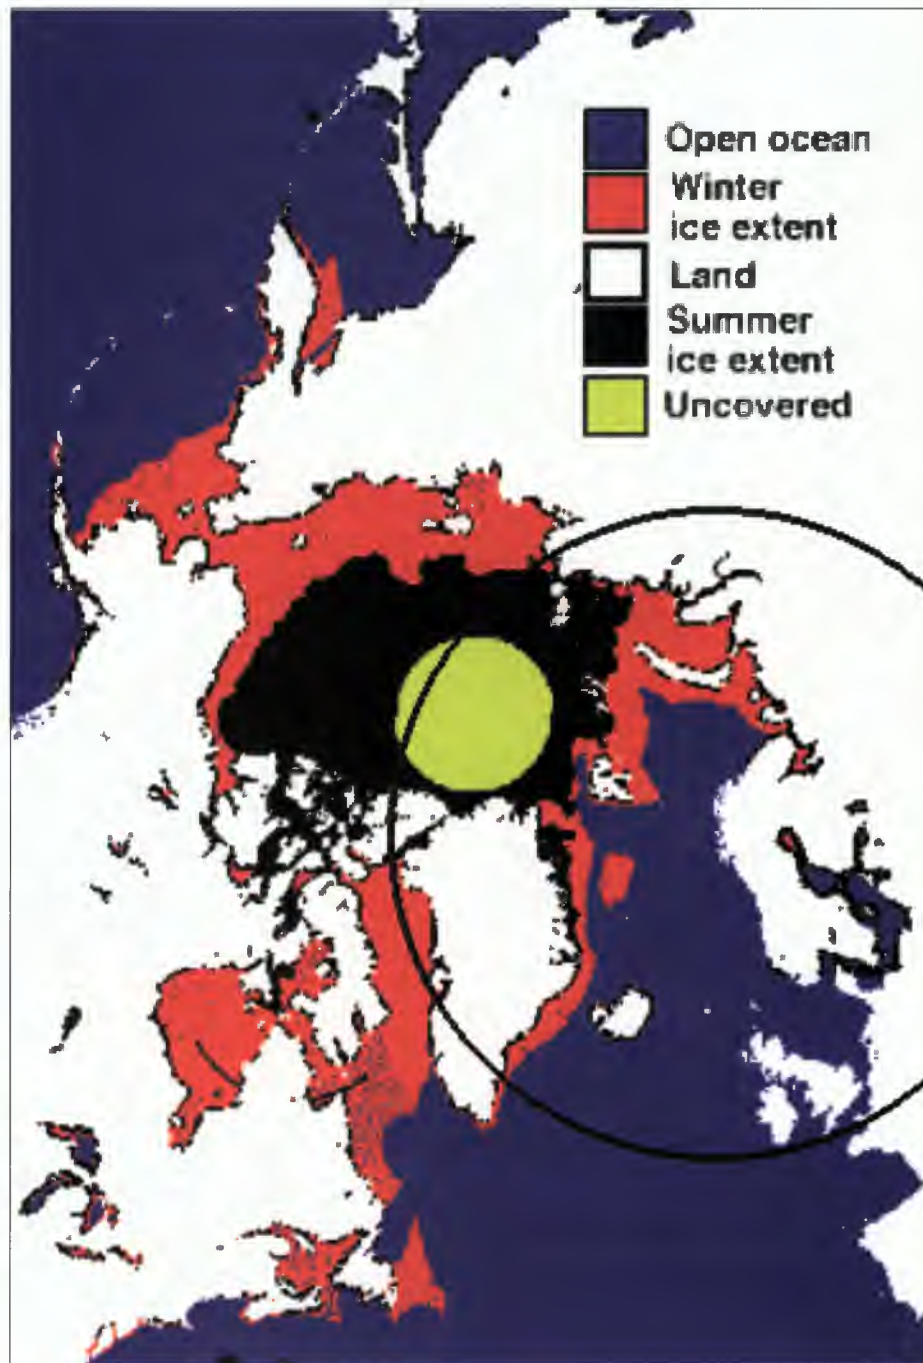 Open ocean
Winter
ice extent
Land
Summer
ice extent
Uncovered